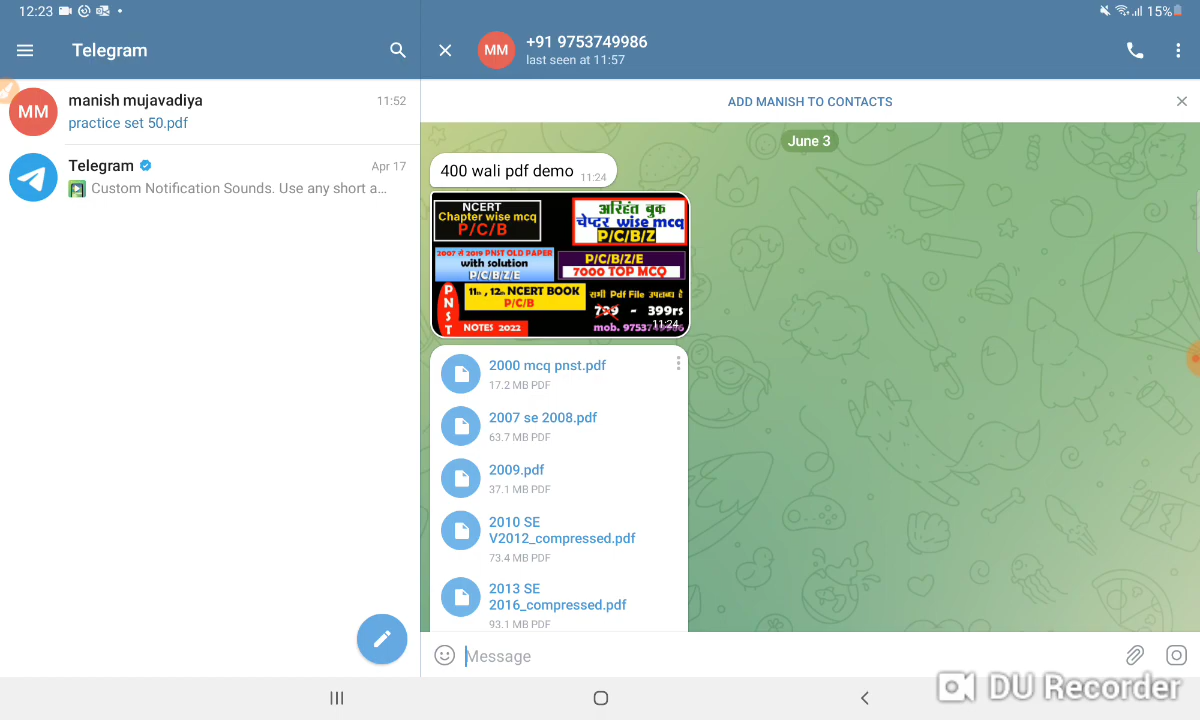 12:23
15%
Telegram
MM
+91 9753749986
last seen at 11:57
MM
manish mujavadiya
11:52
practice set 50.pdf
Telegram
Apr 17
Custom Notification Sounds. Use any short a...
ADD MANISH TO CONTACTS
June 3
400 wali pdf demo 11:24
NCERT
Chapter wise mcq
P/C/B
अरिहंत बुक
चेप्टर wise mcq
P/C/B/Z
2007 से 2019 PNST OLD PAPER
with solution
P/C/B/Z/E
P/C/B/Z/E
7000 TOP MCQ
PNST
11th , 12th NCERT BOOK
P/C/B
सभी Pdf File उपलब्ध है
799 - 399rs
NOTES 2022
mob. 9753749986
11:24
2000 mcq pnst.pdf
17.2 MB PDF
2007 se 2008.pdf
63.7 MB PDF
2009.pdf
37.1 MB PDF
2010 SE
V2012_compressed.pdf
73.4 MB PDF
2013 SE
2016_compressed.pdf
93.1 MB PDF
Message
DU Recorder